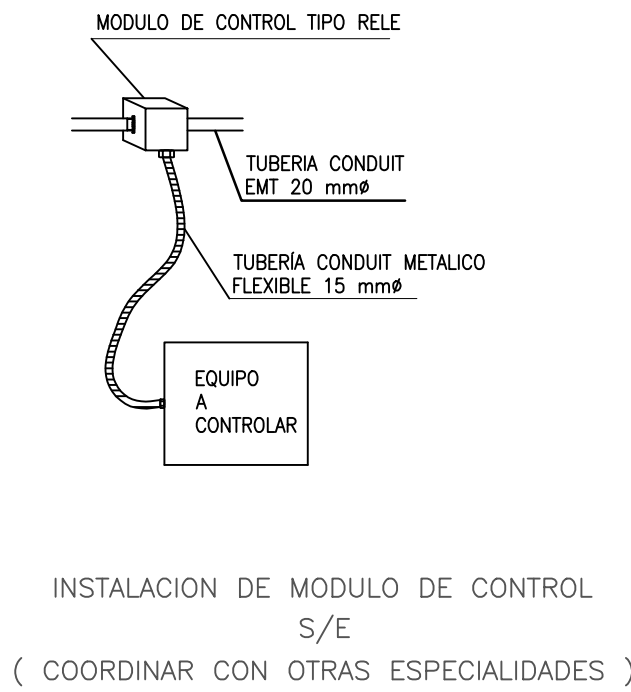 MODULO DE CONTROL TIPO RELE
TUBERIA CONDUIT
EMT 20 mmø
TUBERÍA CONDUIT METALICO
FLEXIBLE 15 mmø
EQUIPO
A
CONTROLAR
INSTALACION DE MODULO DE CONTROL
S/E
( COORDINAR CON OTRAS ESPECIALIDADES )